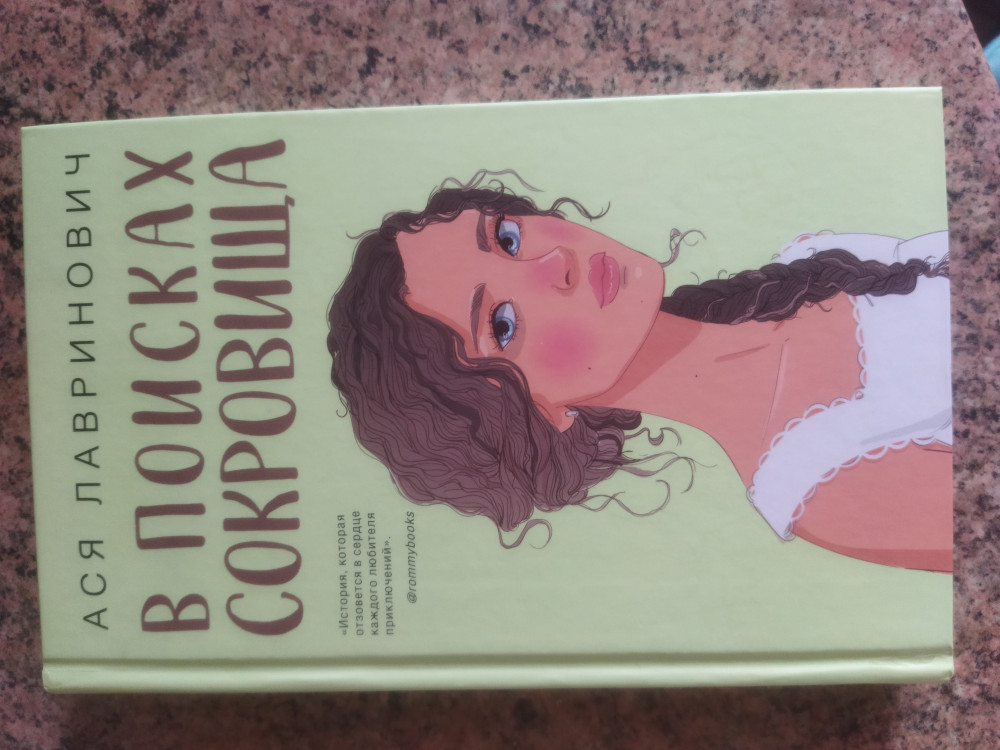 АСЯ ЛАВРИНОВИЧ
В ПОИСКАХ
СОКРОВИЩА
«История, которая
отзовется в сердце
каждого любителя
приключений».
@rommybooks